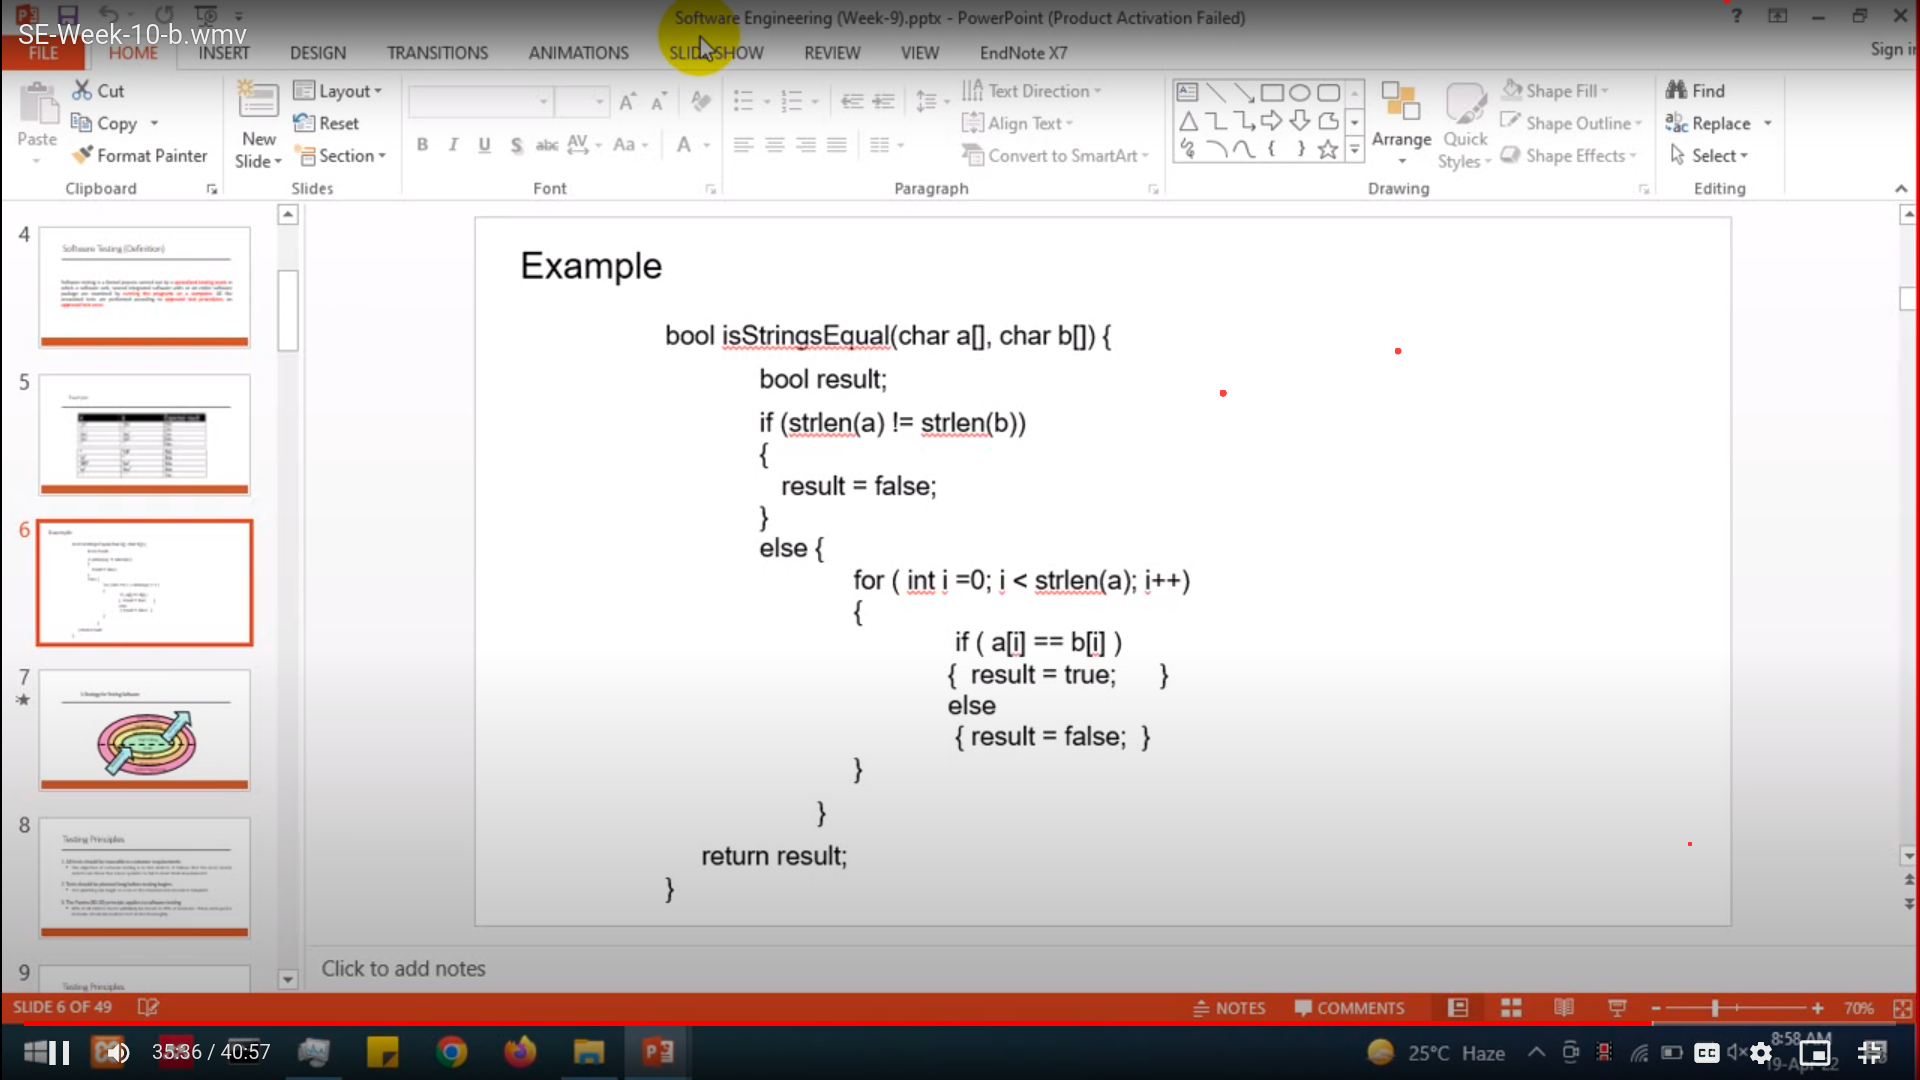 Software Engineering (Week-9).pptx - PowerPoint (Product Activation Failed)
SE-Week-10-b.wmv
Sign in
FILE HOME INSERT DESIGN TRANSITIONS ANIMATIONS SLIDE SHOW REVIEW VIEW EndNote X7
Paste
Cut
Copy
Format Painter
Clipboard
New
Slide
Layout
Reset
Section
Slides
B I U S abc AV Aa A
Font
Text Direction
Align Text
Convert to SmartArt
Paragraph
Arrange
Quick
Styles
Shape Fill
Shape Outline
Shape Effects
Drawing
Find
Replace
Select
Editing
4
Software Testing (Definition)
5
Example
6
Example
7
8
Testing Principles
9
Testing Principles
Example
bool isStringsEqual(char a[], char b[]) {
bool result;
if (strlen(a) != strlen(b))
{
result = false;
}
else {
for ( int i =0; i < strlen(a); i++)
{
if ( a[i] == b[i] )
{ result = true; }
else
{ result = false; }
}
}
return result;
}
Click to add notes
SLIDE 6 OF 49
NOTES COMMENTS 70%
35:36 / 40:57
25°C Haze
CC
8:58 AM
19-Apr-22